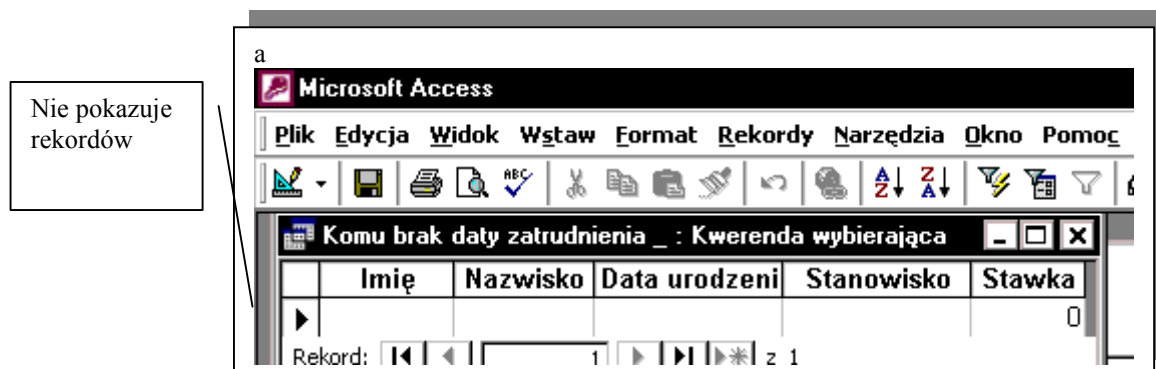 a
Nie pokazuje
rekordów
Microsoft Access
Plik Edycja Widok Wstaw Format Rekordy Narzędzia Okno Pomoc
ABC A Z Z A
Komu brak daty zatrudnienia _ : Kwerenda wybierająca
Imię Nazwisko Data urodzeni Stanowisko Stawka
0
Rekord: 1 z 1